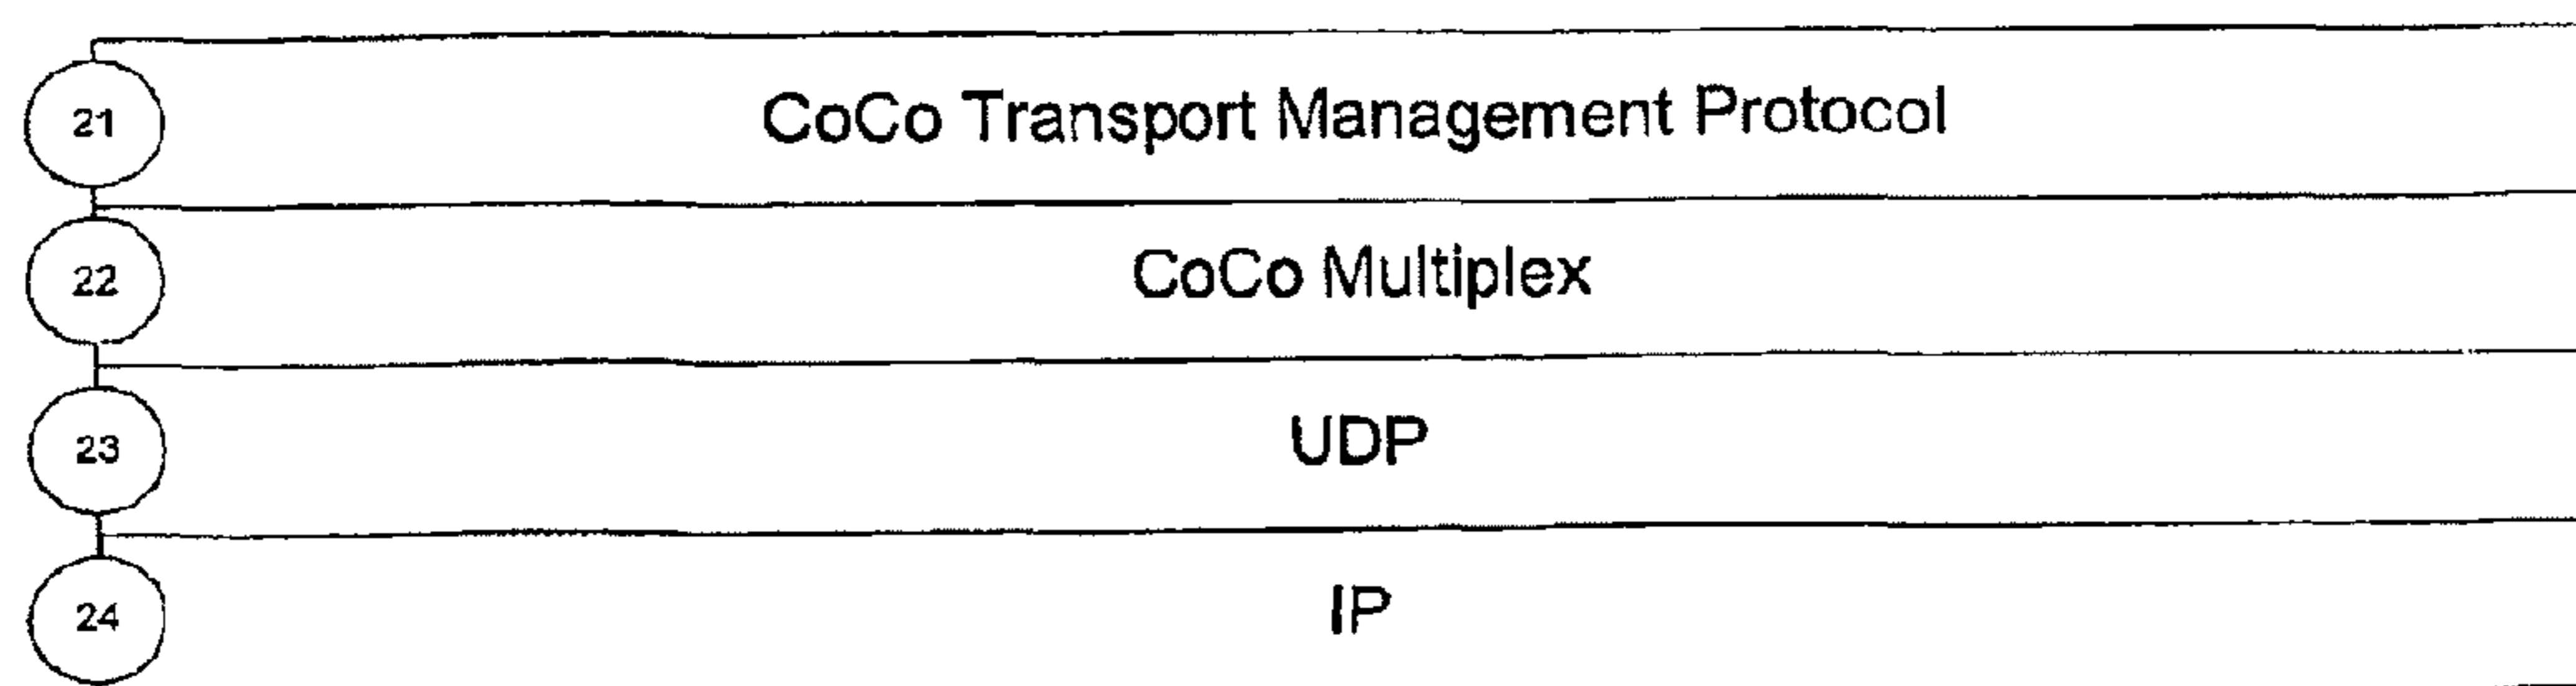 21 CoCo Transport Management Protocol
22 CoCo Multiplex
23 UDP
24 IP